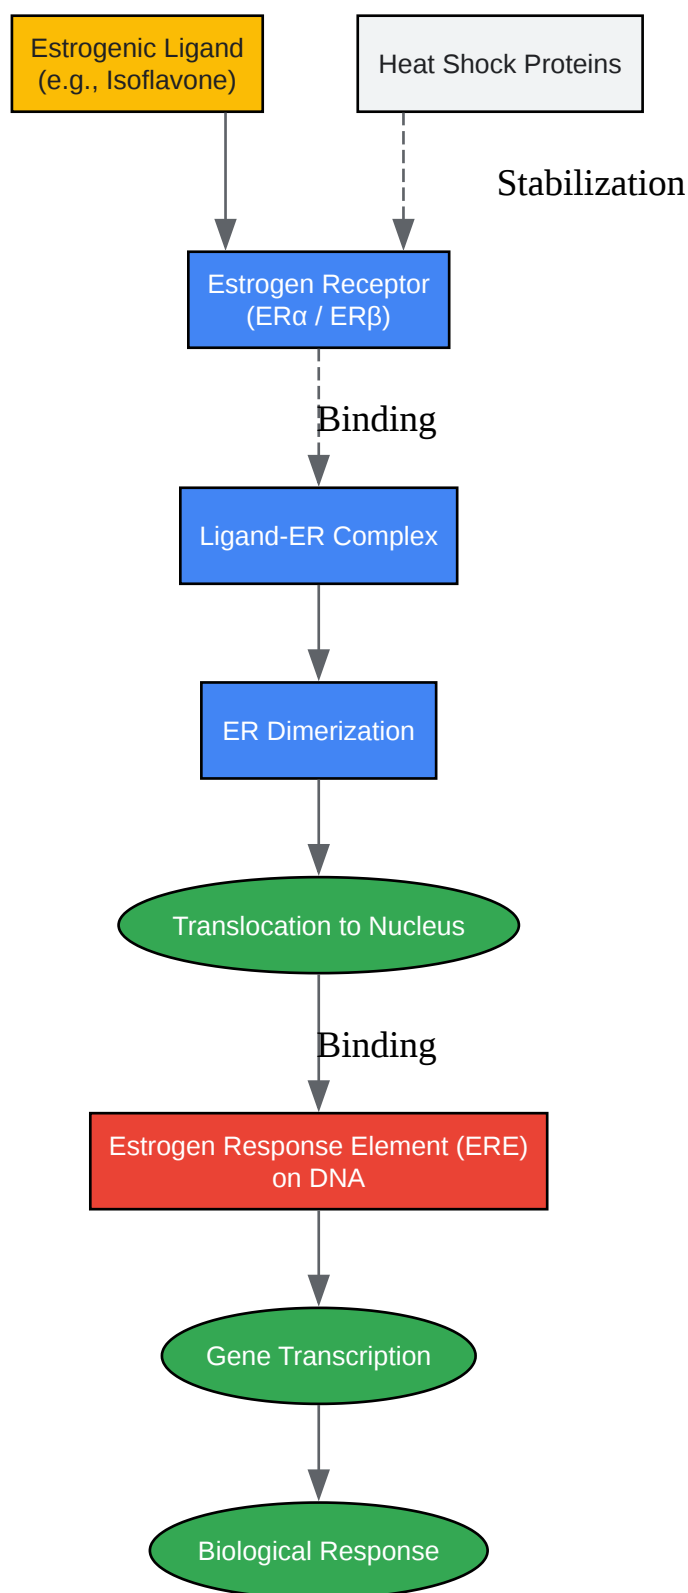 Estrogenic Ligand
(e.g., Isoflavone)
Heat Shock Proteins
Stabilization
Estrogen Receptor
(ERα / ERβ)
Binding
Ligand-ER Complex
ER Dimerization
Translocation to Nucleus
Binding
Estrogen Response Element (ERE)
on DNA
Gene Transcription
Biological Response